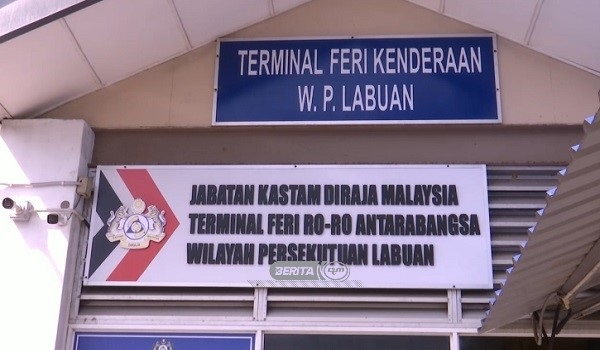 TERMINAL FERI KENDERAAN
W. P. LABUAN
JABATAN KASTAM DIRAJA MALAYSIA
TERMINAL FERI RO-RO ANTARABANGSA
WILAYAH PERSEKUTUAN LABUAN
BERITA